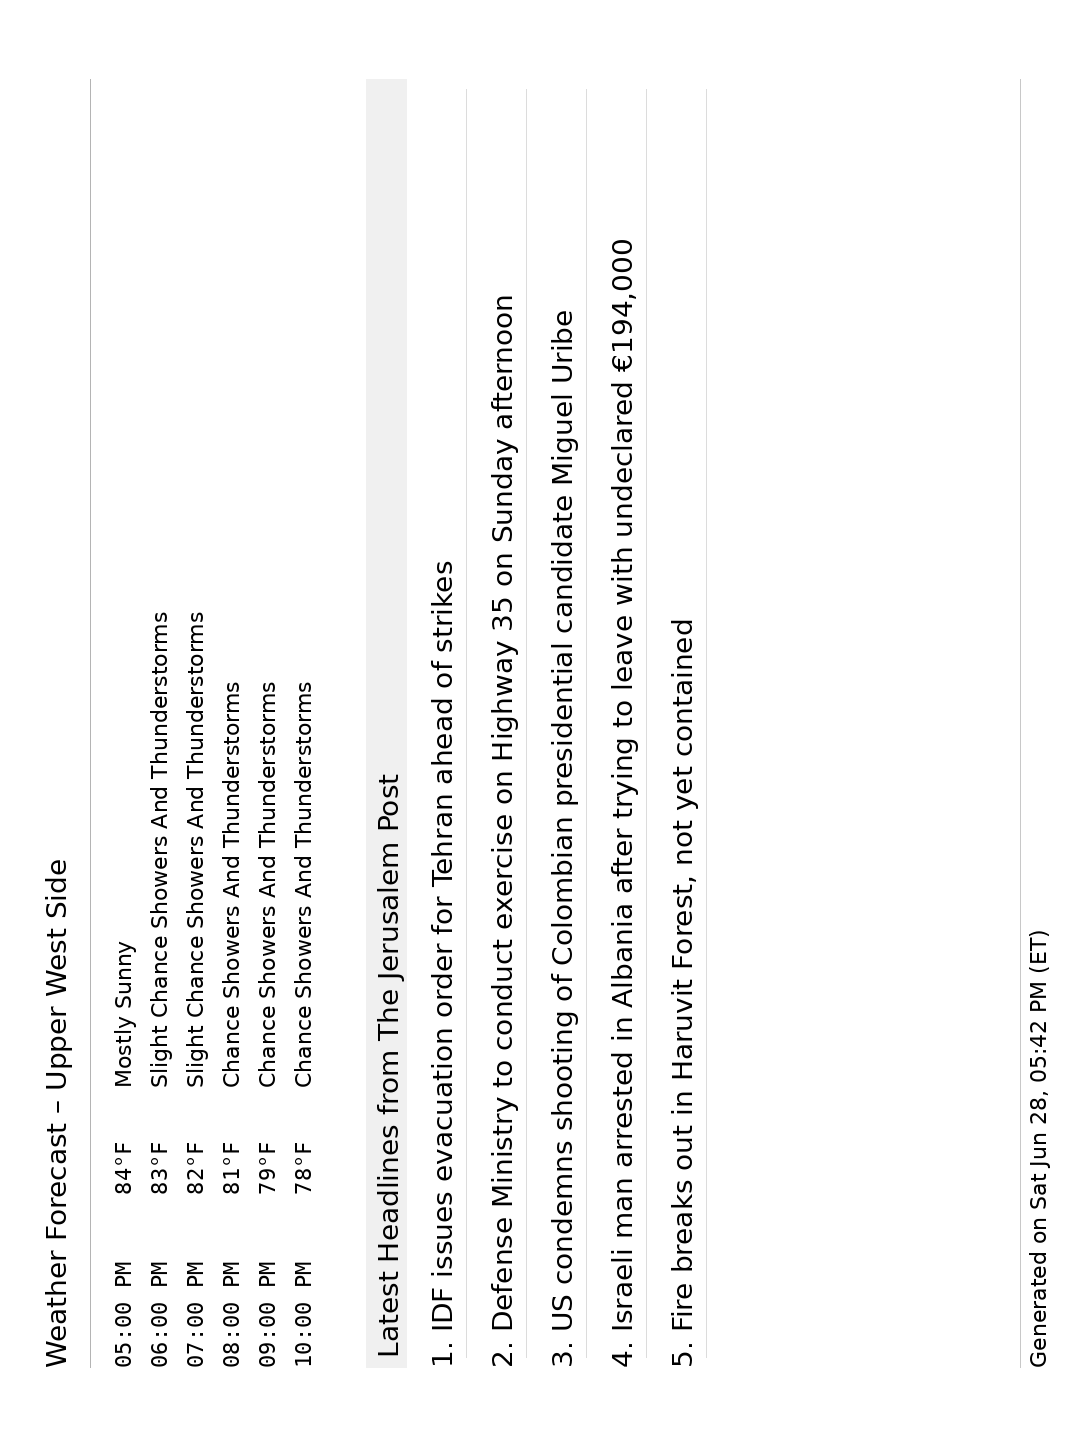 Weather Forecast – Upper West Side
05:00 PM 84°F Mostly Sunny
06:00 PM 83°F Slight Chance Showers And Thunderstorms
07:00 PM 82°F Slight Chance Showers And Thunderstorms
08:00 PM 81°F Chance Showers And Thunderstorms
09:00 PM 79°F Chance Showers And Thunderstorms
10:00 PM 78°F Chance Showers And Thunderstorms
Latest Headlines from The Jerusalem Post
1. IDF issues evacuation order for Tehran ahead of strikes
2. Defense Ministry to conduct exercise on Highway 35 on Sunday afternoon
3. US condemns shooting of Colombian presidential candidate Miguel Uribe
4. Israeli man arrested in Albania after trying to leave with undeclared €194,000
5. Fire breaks out in Haruvit Forest, not yet contained
Generated on Sat Jun 28, 05:42 PM (ET)